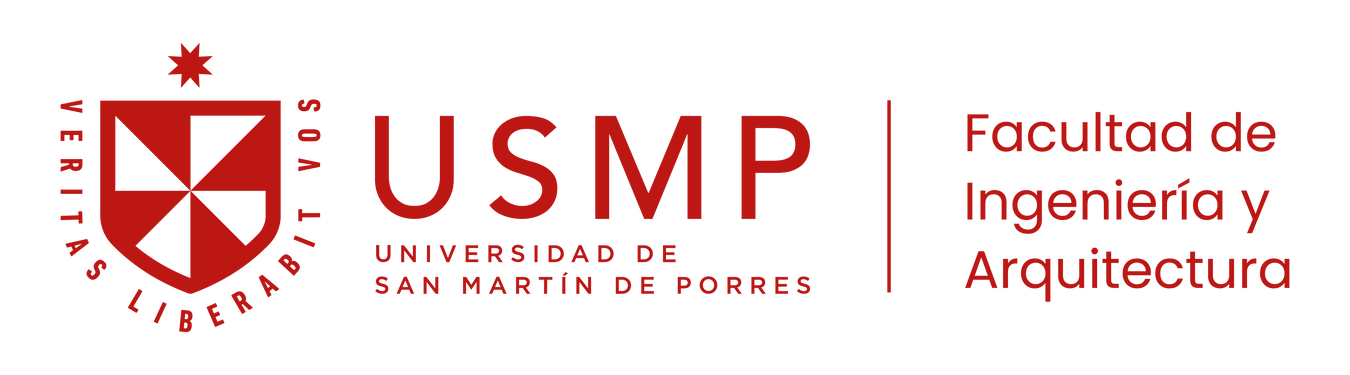 VERITAS LIBERABIT VOS
USMP
UNIVERSIDAD DE
SAN MARTÍN DE PORRES
Facultad de
Ingeniería y
Arquitectura